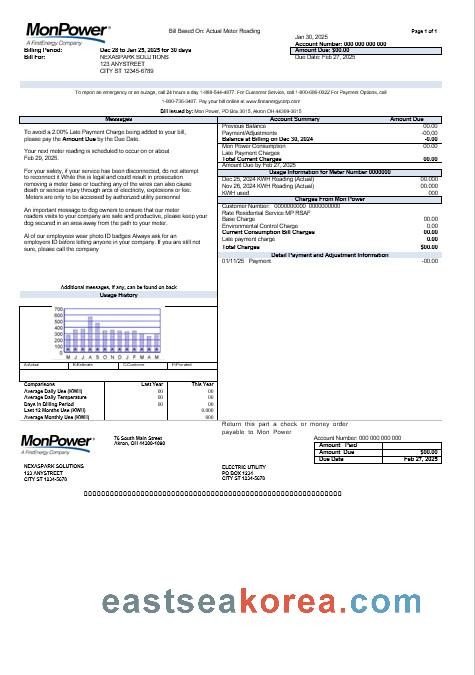 MonPower
A FirstEnergy Company
Bill Based On: Actual Motor Reading
Page 1 of 1
Jan 30, 2025
Account Number: 000 000 000 000
Amount Due: $00.00
Due Date: Feb 27, 2025
Billing Period: Dec 28 to Jan 25, 2025 for 30 days
Bill For: NEXASPARK SOLUTIONS
123 ANYSTREET
CITY ST 12345-6789
To report an emergency or an outage, call 24 hours a day 1-888-544-4877. For Customer Service, call 1-800-686-0022 For Payment Options, call
1-800-736-3407. Pay your bill online at www.firstenergycorp.com
Bill issued by: Mon Power, PO Box 3615, Akron OH 44309-3615
Messages
To avoid a 2.00% Late Payment Charge being added to your bill,
please pay the Amount Due by the Due Date.
Your next motor reading is scheduled to occur on or about
Feb 29, 2025.
For your safety, if your service has been disconnected, do not attempt
to reconnect it While this is legal and could result in prosecution
removing a motor base or touching any of the wires can also cause
death or serious injury through arc of electricity, explosions or fire.
Meters are only to be accessed by authorized utility personnel
An important message to dog owners is ensure that our meter
readers visits to your company are safe and productive, please keep your
dog secured in an area away from the path to your meter.
Al of our employees wear photo ID badges Always ask for an
employers ID before letting anyone in your company. If you are still not
sure, please call the company
Account Summary Amount Due
Previous Balance 00.00
Payment/Adjustments -00.00
Balance at Billing on Dec 30, 2024 -0.00
Mon Power Consumption 00.00
Late Payment Charges
Total Current Charges 00.00
Amount Due by Feb 27, 2025
Usage Information for Meter Number 0000000
Dec 25, 2024 KWH Reading (Actual) 00.000
Nov 26, 2024 KWH Reading (Actual) 00.000
KWH used 000
Charges From Mon Power
Customer Number: 0000000000 0000000000
Rate Residential Service MP RSAF
Base Charge 00.00
Environmental Control Charge 0.00
Current Consumption Bill Charges 00.00
Late payment charge 0.00
Total Charges $00.00
Detail Payment and Adjustment Information
01/11/25 Payment -00.00
Additional messages, if any, can be found on back
Usage History
700
600
500
400
300
200
100
0
M J J A S O N D J F M A M
A-Actual B-Estimate C-Customer
Comparisons Last Year This Year
Average Daily Use (KWH) 00 00
Average Daily Temperature 00 00
Days in Billing Period 00 00
Last 12 Months Use (KWH) 0.000
Average Monthly Use (KWH) 000
Return this part a check or money order
payable to Mon Power
MonPower
A FirstEnergy Company
76 South Main Street
Akron, OH 44308-1890
Account Number: 000 000 000 000
Amount Paid
Amount Due $00.00
Due Date Feb 27, 2025
NEXASPARK SOLUTIONS
123 ANYSTREET
CITY ST 1234-5678
ELECTRIC UTILITY
PO BOX 1234
CITY ST 1234-5678
eastseakorea.com